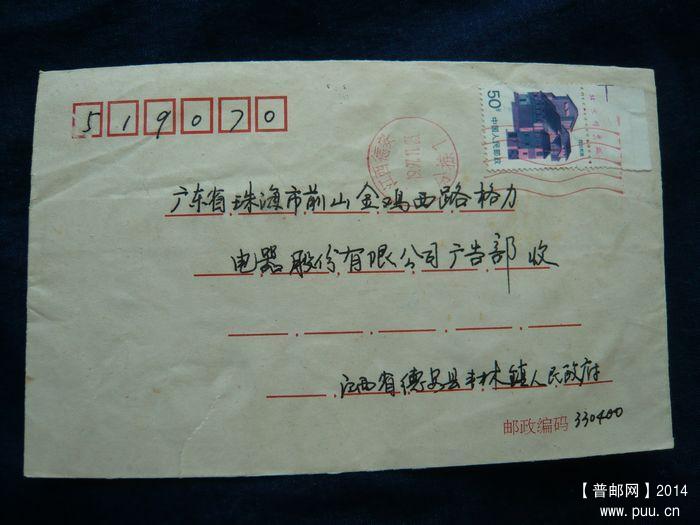 519070
50分 中国人民邮政
广东省珠海市前山金鸡西路格力
电器股份有限公司广告部 收
江西省德安县丰林镇人民政府
邮政编码 330400
【普邮网】2014
www.puu.cn